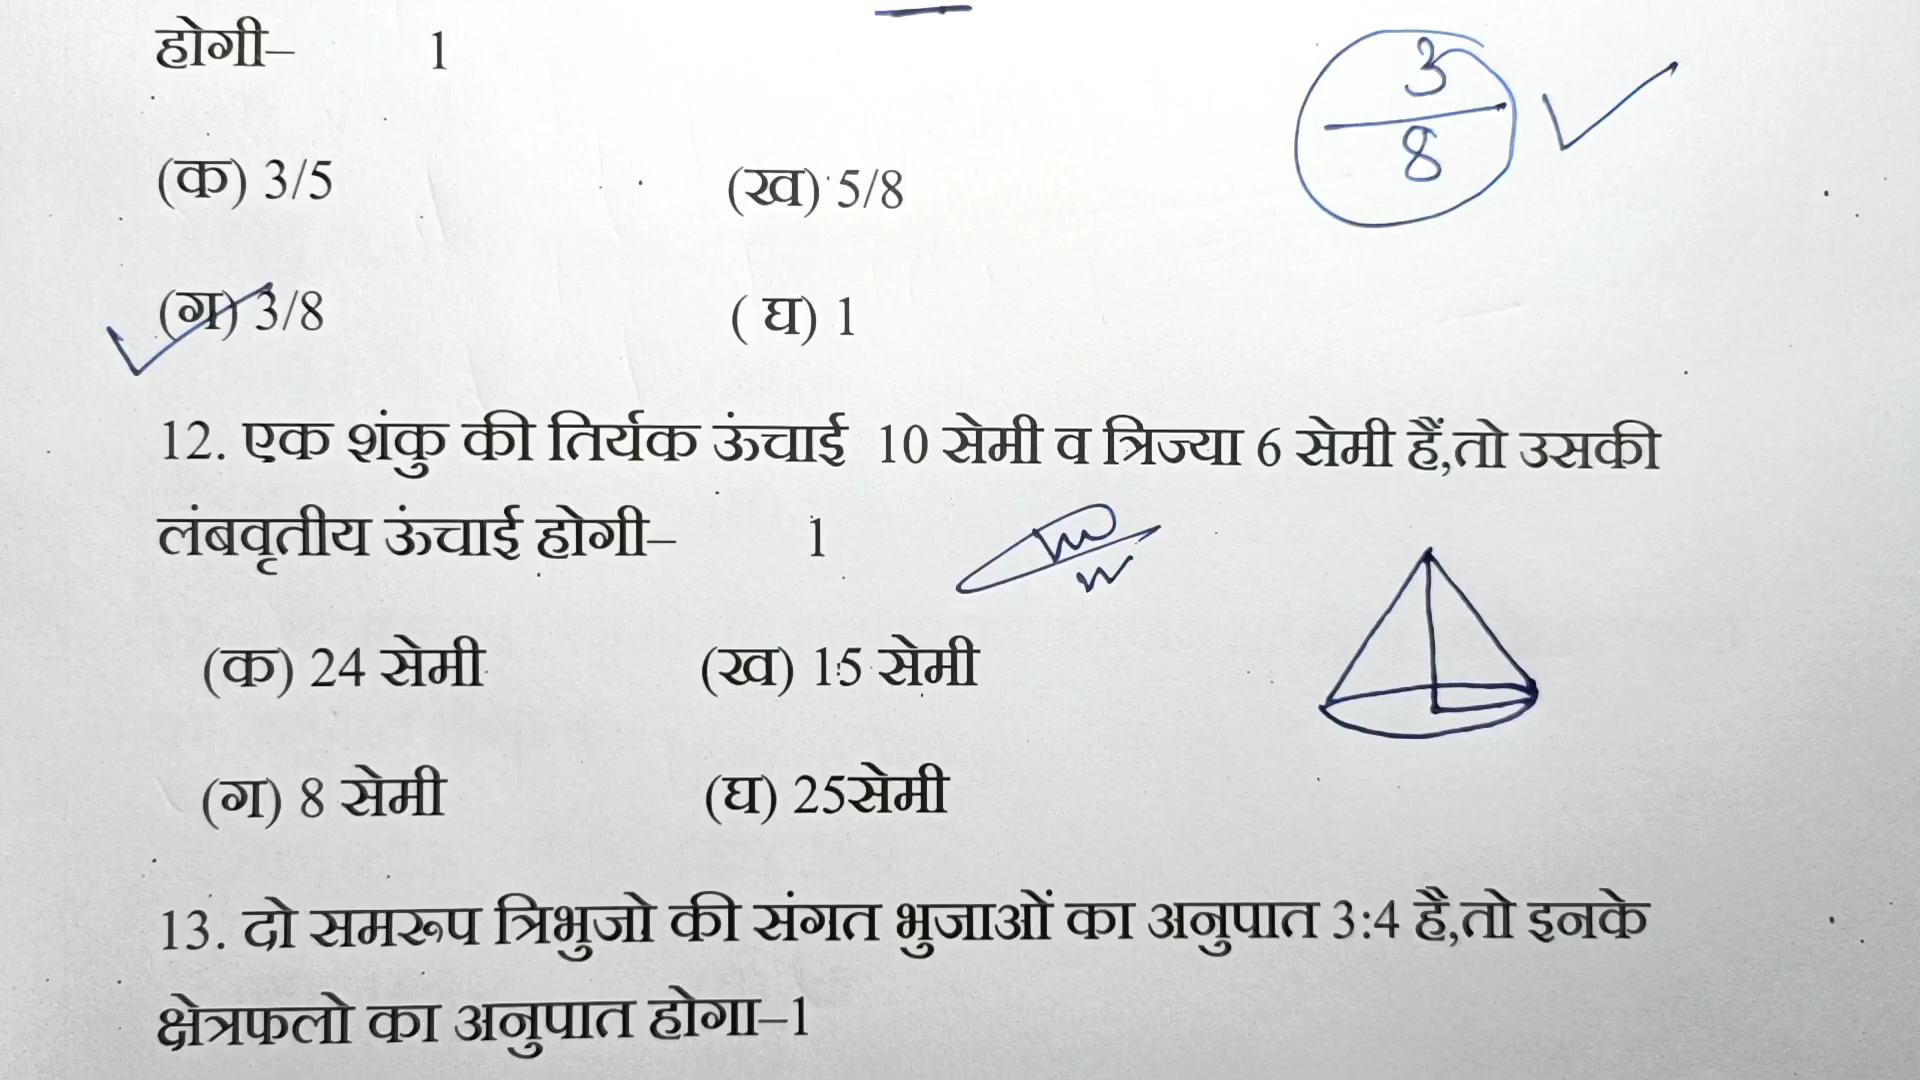 होगी– 1
3
8
(क) 3/5 (ख) 5/8
(ग) 3/8 ( घ) 1
12. एक शंकु की तिर्यक ऊंचाई 10 सेमी व त्रिज्या 6 सेमी हैं,तो उसकी
लंबवृतीय ऊंचाई होगी– 1
(क) 24 सेमी (ख) 15 सेमी
(ग) 8 सेमी (घ) 25सेमी
13. दो समरूप त्रिभुजो की संगत भुजाओं का अनुपात 3:4 है,तो इनके
क्षेत्रफलो का अनुपात होगा–1